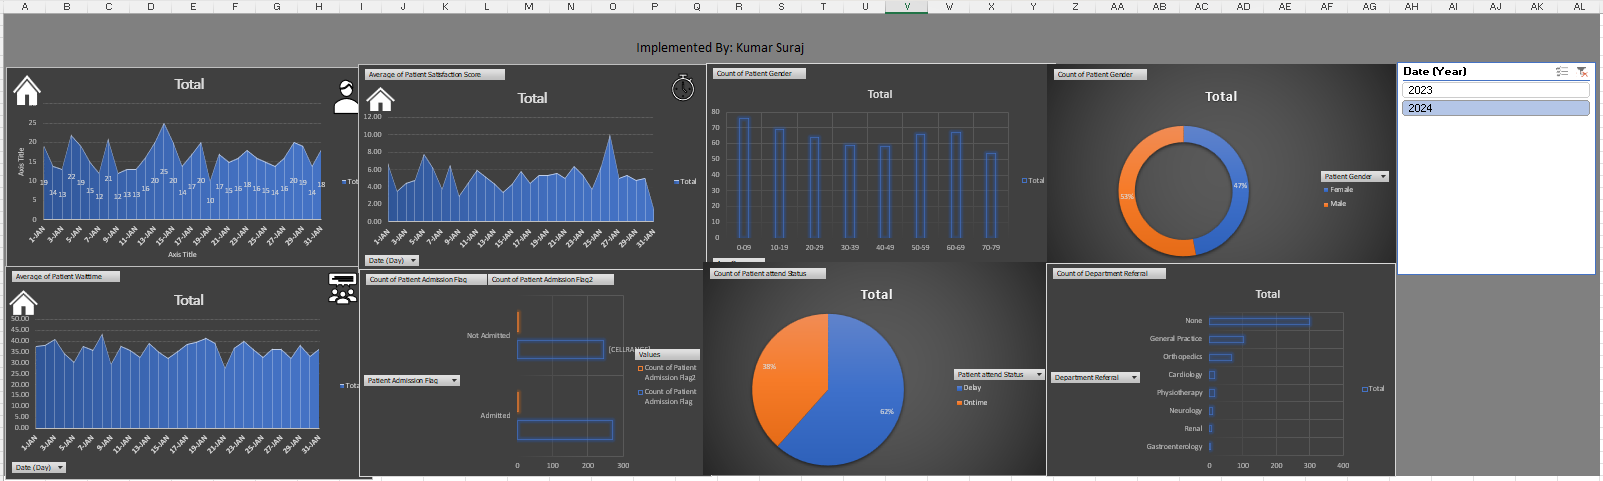 A B C D E F G H I J K L M N O P Q R S T U V W X Y Z AA AB AC AD AE AF AG AH AI AJ AK AL
Implemented By: Kumar Suraj
Total
Axis Title
25
20
15
10
5
0
19 14 13 22 19 15 12 21 12 13 13 16 20 25 20 14 17 20 10 17 15 16 18 16 15 14 16 20 19 14 18
1-JAN 3-JAN 5-JAN 7-JAN 9-JAN 11-JAN 13-JAN 15-JAN 17-JAN 19-JAN 21-JAN 23-JAN 25-JAN 27-JAN 29-JAN 31-JAN
Axis Title
Average of Patient Satisfaction Score
Total
12.00
10.00
8.00
6.00
4.00
2.00
0.00
1-JAN 3-JAN 5-JAN 7-JAN 9-JAN 11-JAN 13-JAN 15-JAN 17-JAN 19-JAN 21-JAN 23-JAN 25-JAN 27-JAN 29-JAN 31-JAN
Total
Date (Day)
Count of Patient Gender
Total
80
70
60
50
40
30
20
10
0
0-09 10-19 20-29 30-39 40-49 50-59 60-69 70-79
Total
Count of Patient Gender
Total
47%
53%
Patient Gender
Female
Male
Date (Year)
2023
2024
Average of Patient Waittime
Total
50.00
45.00
40.00
35.00
30.00
25.00
20.00
15.00
10.00
5.00
0.00
1-JAN 3-JAN 5-JAN 7-JAN 9-JAN 11-JAN 13-JAN 15-JAN 17-JAN 19-JAN 21-JAN 23-JAN 25-JAN 27-JAN 29-JAN 31-JAN
Date (Day)
Count of Patient Admission Flag Count of Patient Admission Flag2
Not Admitted
Admitted
[CELLRANGE]
0 100 200 300
Patient Admission Flag
Values
Count of Patient
Admission Flag2
Count of Patient
Admission Flag
Count of Patient attend Status
Total
38%
62%
Patient attend Status
Delay
Ontime
Count of Department Referral
Total
None
General Practice
Orthopedics
Cardiology
Physiotherapy
Neurology
Renal
Gastroenterology
0 100 200 300 400
Total
Department Referral